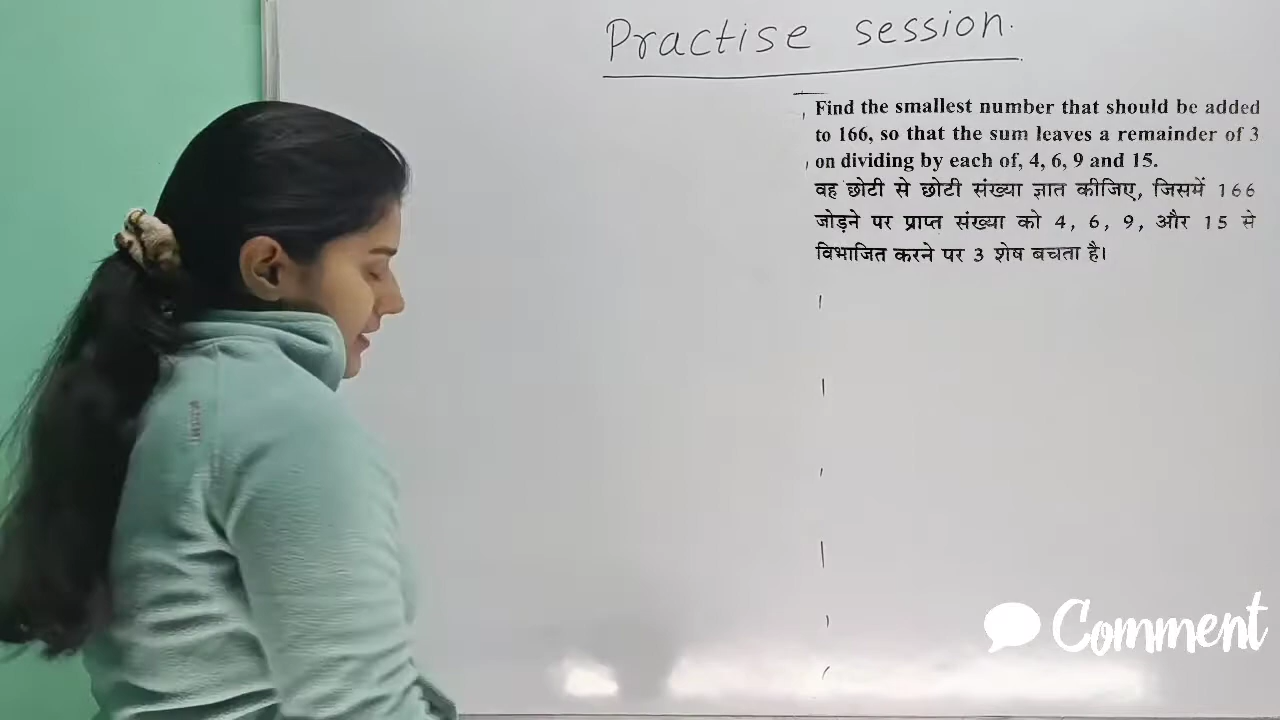 Practise session.
Find the smallest number that should be added
to 166, so that the sum leaves a remainder of 3
on dividing by each of, 4, 6, 9 and 15.
वह छोटी से छोटी संख्या ज्ञात कीजिए, जिसमें 166
जोड़ने पर प्राप्त संख्या को 4, 6, 9, और 15 से
विभाजित करने पर 3 शेष बचता है।
Comment